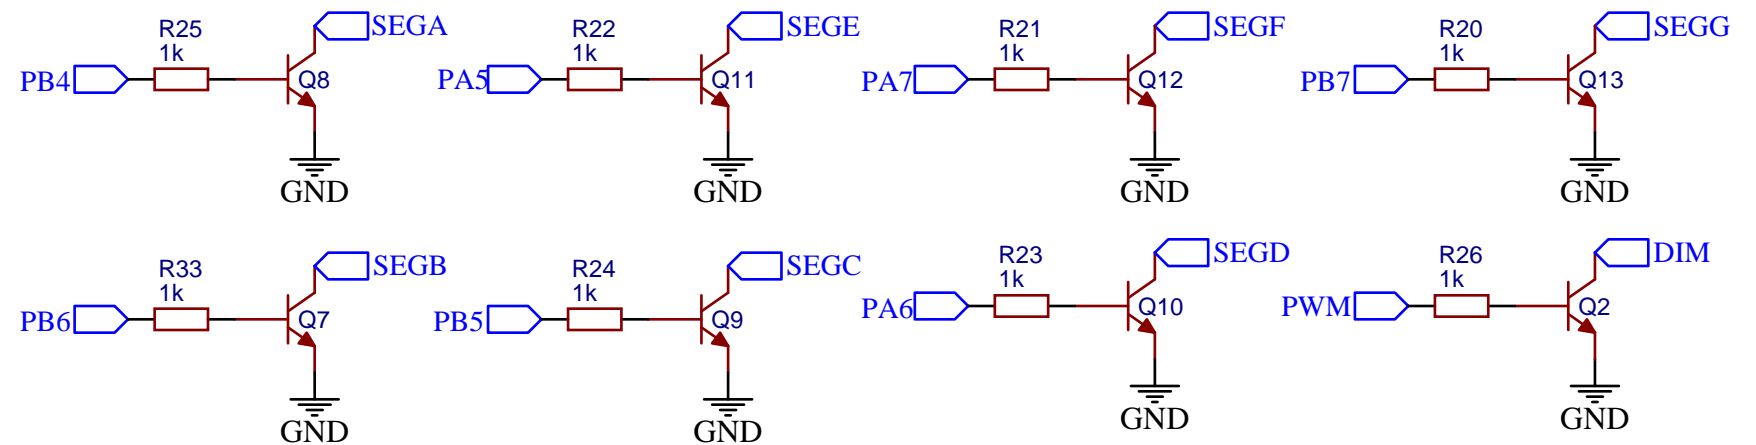 R25
1k
PB4
Q8
SEGA
GND
R22
1k
PA5
Q11
SEGE
GND
R21
1k
PA7
Q12
SEGF
GND
R20
1k
PB7
Q13
SEGG
GND
R33
1k
PB6
Q7
SEGB
GND
R24
1k
PB5
Q9
SEGC
GND
R23
1k
PA6
Q10
SEGD
GND
R26
1k
PWM
Q2
DIM
GND